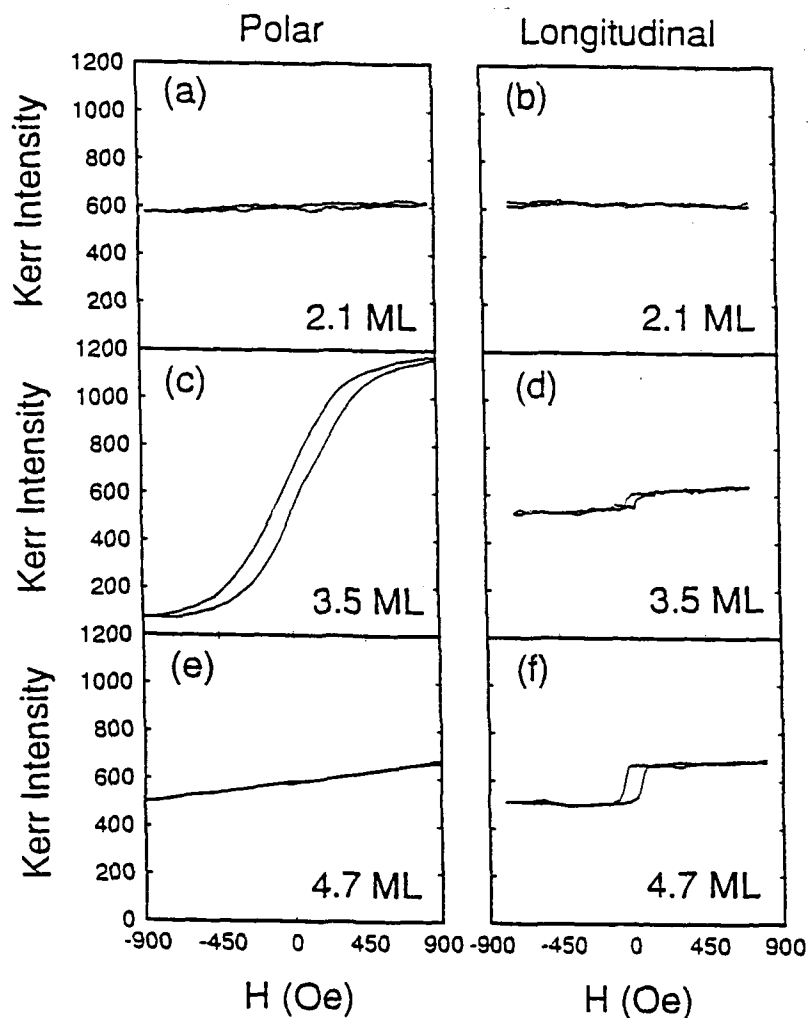 Polar Longitudinal
Kerr Intensity
1200
1000
800
600
400
200
(a)
2.1 ML
(b)
2.1 ML
Kerr Intensity
1200
1000
800
600
400
200
(c)
3.5 ML
(d)
3.5 ML
Kerr Intensity
1200
1000
800
600
400
200
0
(e)
4.7 ML
(f)
4.7 ML
-900 -450 0 450 900 -900 -450 0 450 900
H (Oe) H (Oe)